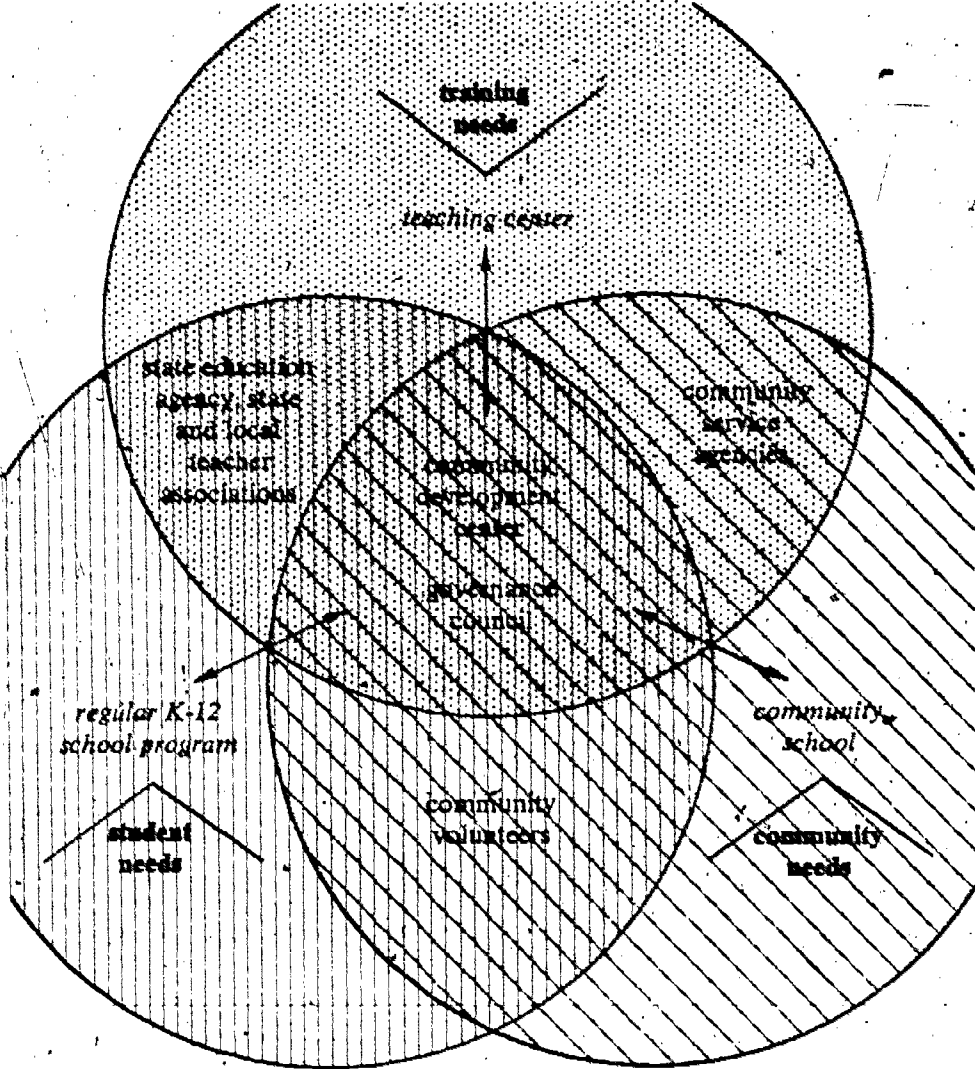 training
needs
teaching center
state education
agency, state
and local
teacher
associations
community
service
agencies
community
development
center
governance
council
regular K-12
school program
community
school
community
volunteers
student
needs
community
needs